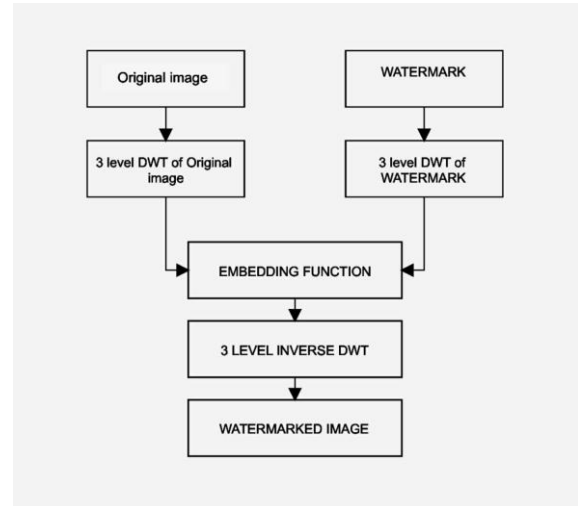 Original image
WATERMARK
3 level DWT of Original
image
3 level DWT of
WATERMARK
EMBEDDING FUNCTION
3 LEVEL INVERSE DWT
WATERMARKED IMAGE